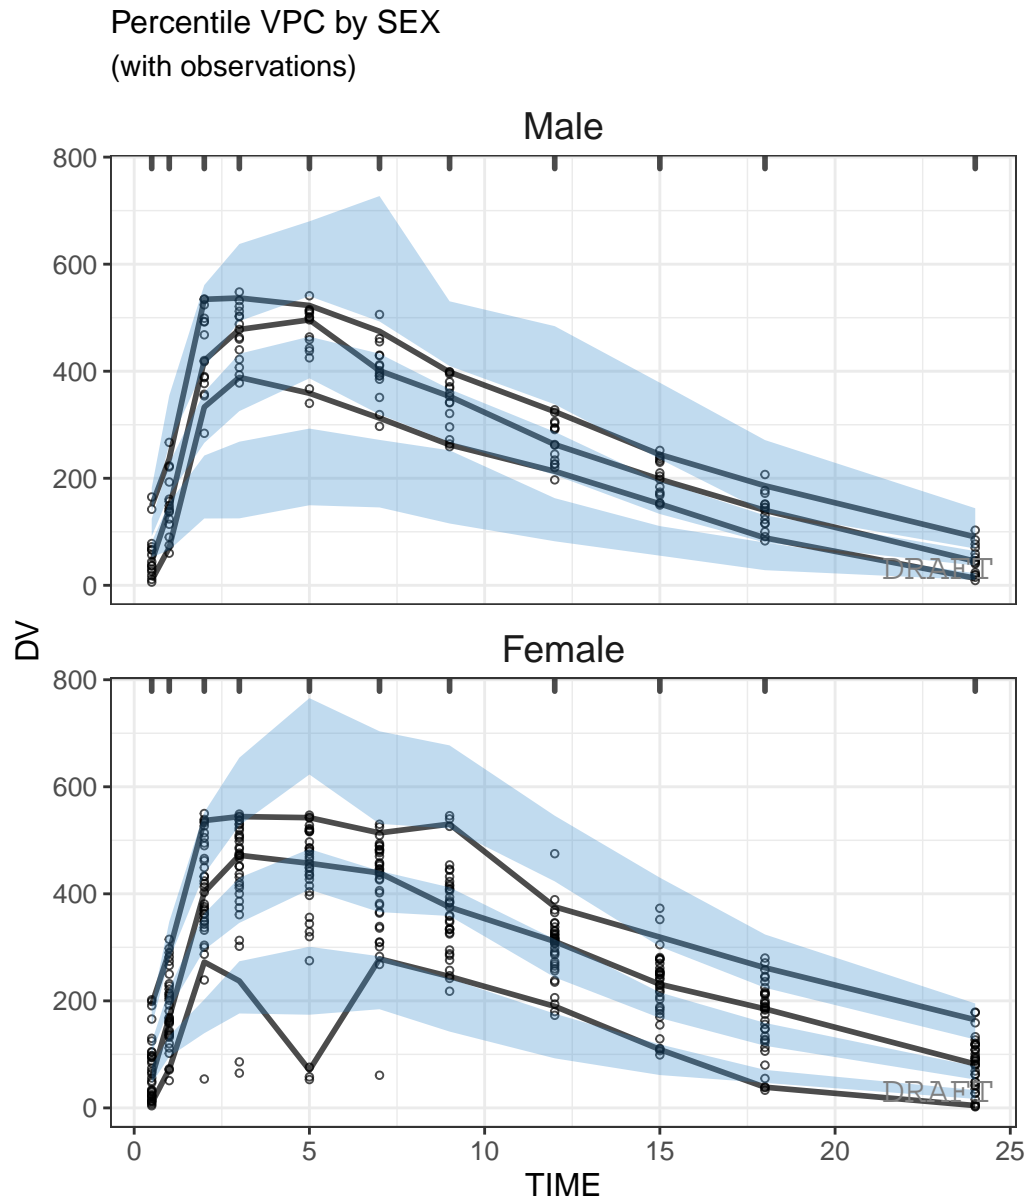 Percentile VPC by SEX
(with observations)
Male
800
600
400
200
0
DRAFT
DV
Female
800
600
400
200
0
DRAFT
0 5 10 15 20 25
TIME